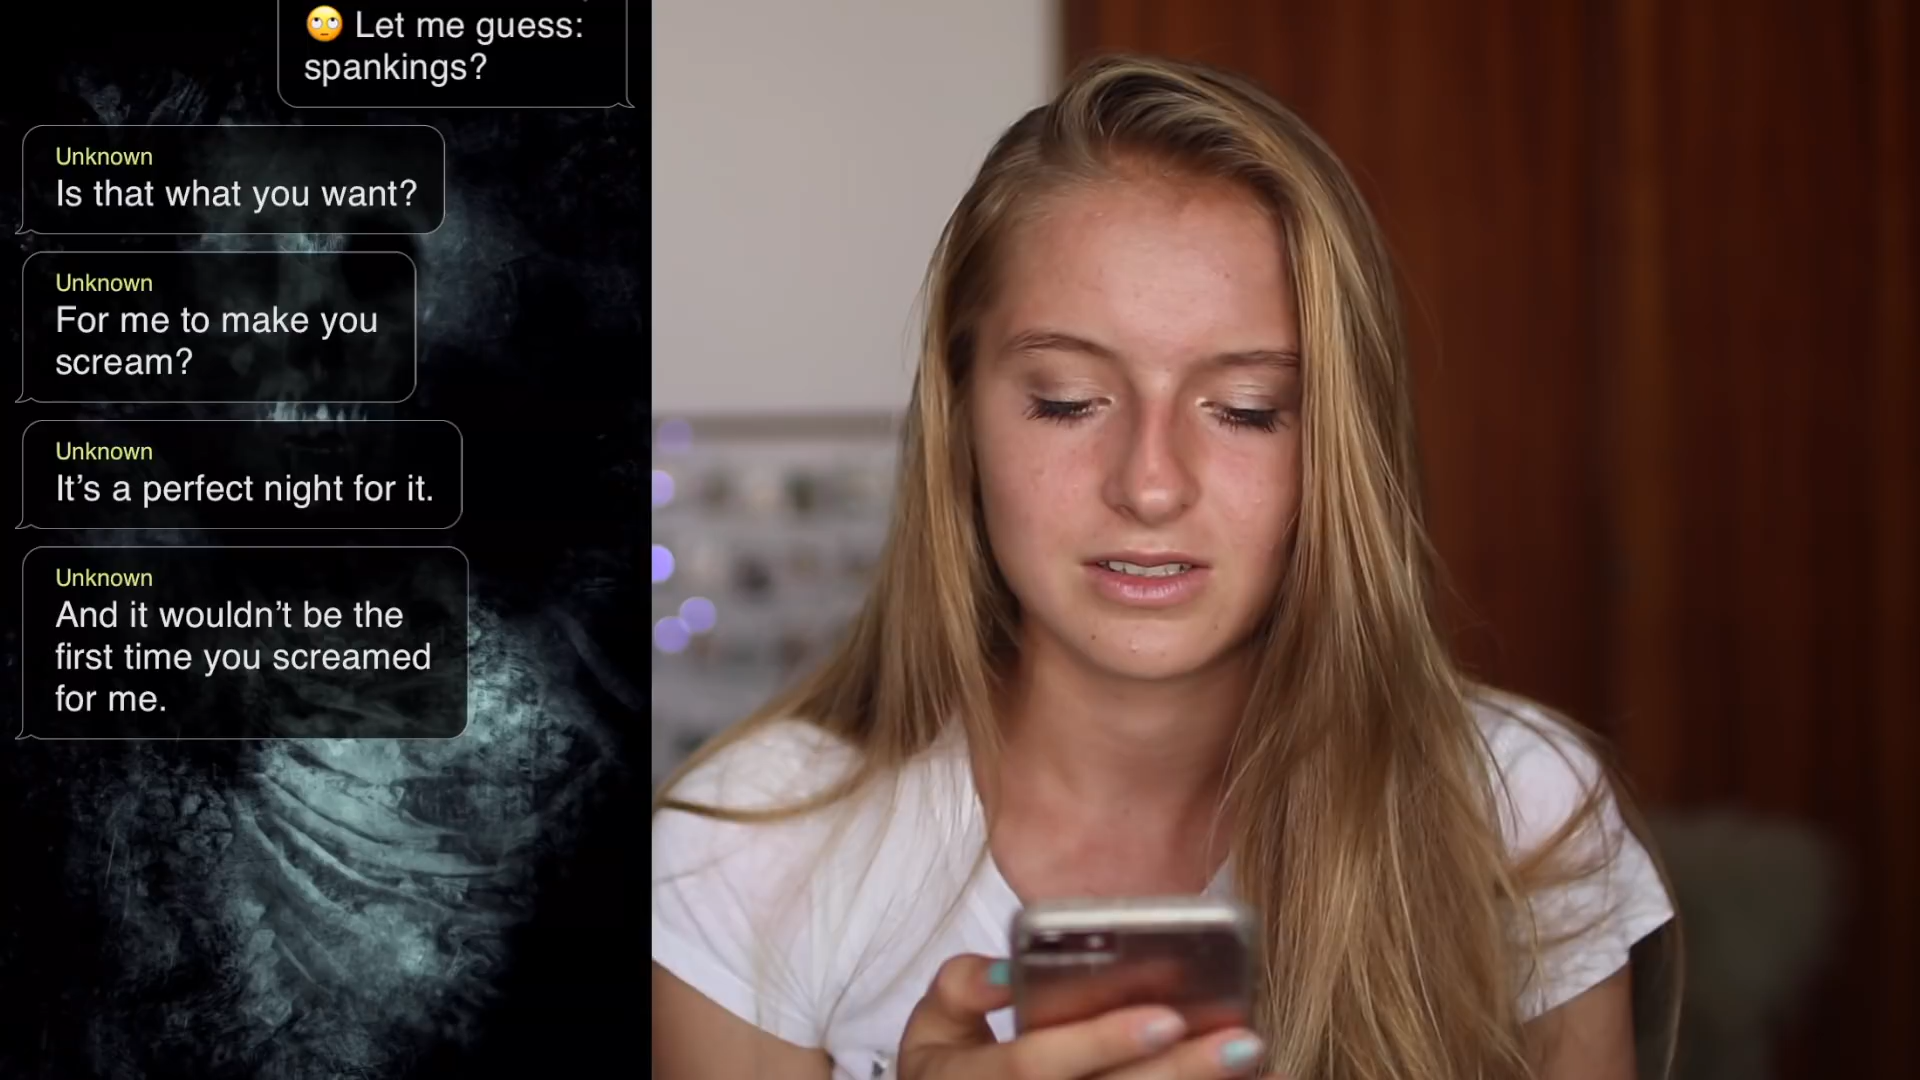 🙄 Let me guess:
spankings?
Unknown
Is that what you want?
Unknown
For me to make you
scream?
Unknown
It’s a perfect night for it.
Unknown
And it wouldn’t be the
first time you screamed
for me.